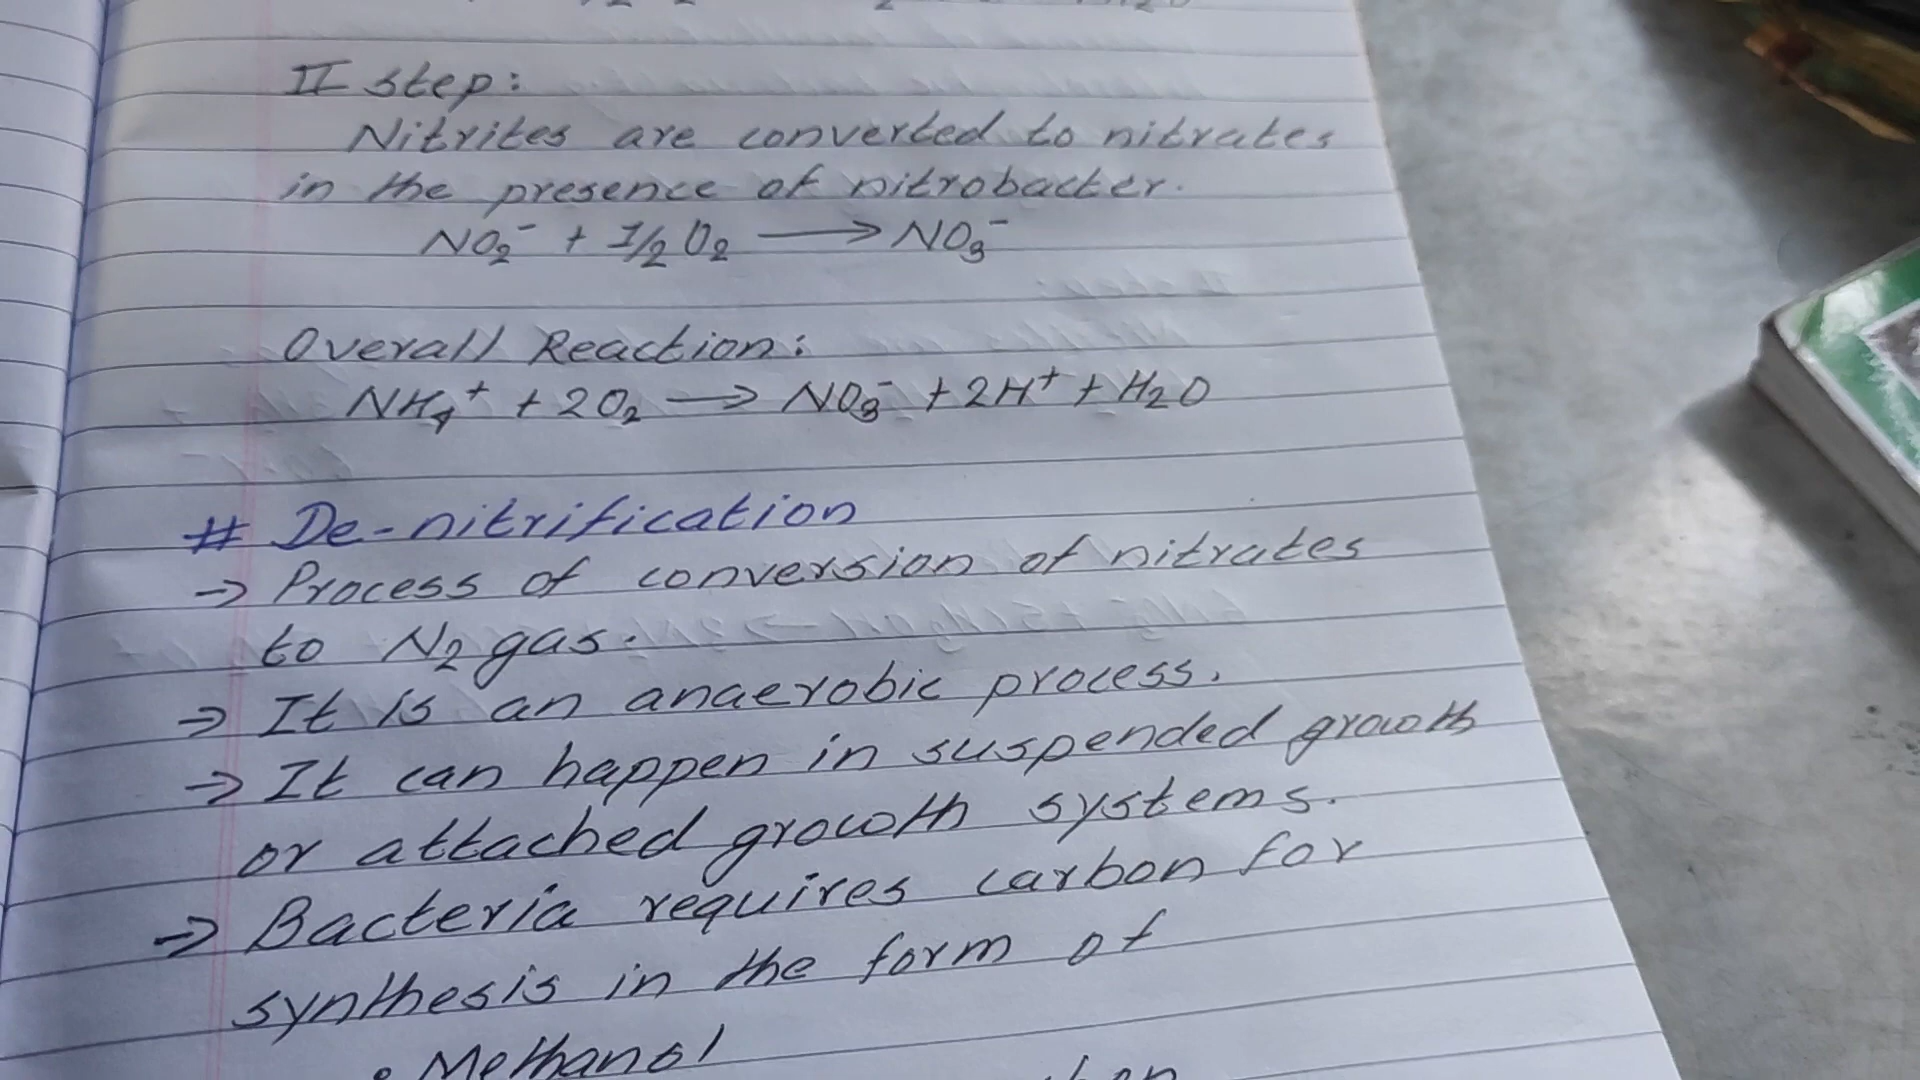 II step:
Nitrites are converted to nitrates
in the presence of nitrobacter.
NO₂⁻ + 1/2 O₂ → NO₃⁻
Overall Reaction:
NH₄⁺ + 2O₂ → NO₃⁻ + 2H⁺ + H₂O
# De-nitrification
→ Process of conversion of nitrates
to N₂ gas.
→ It is an anaerobic process.
→ It can happen in suspended growth
or attached growth systems.
→ Bacteria requires carbon for
synthesis in the form of
• Methanol